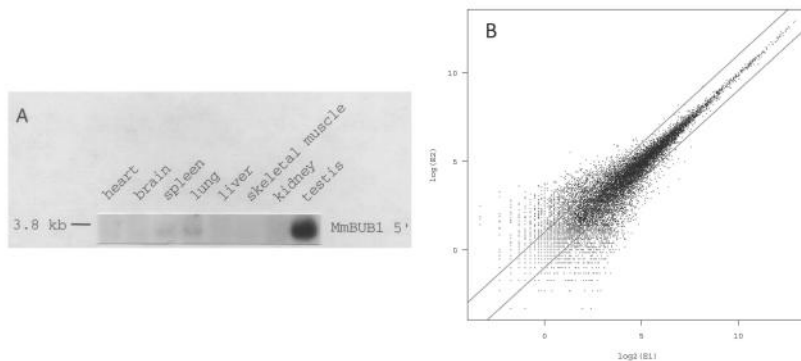 A
heart
brain
spleen
lung
liver
skeletal muscle
kidney
testis
3.8 kb
MmBUB1 5'
B
log(E2)
10
5
0
0
5
10
log2(E1)